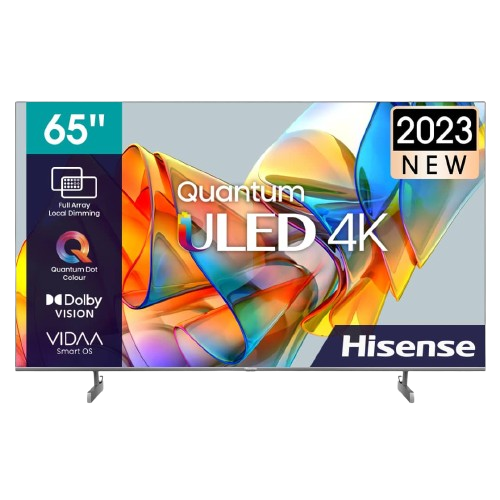 65"
Full Array
Local Dimming
Q
Quantum Dot
Colour
Dolby
VISION
VIDAA
Smart OS
Quantum
ULED 4K
2023
NEW
Hisense